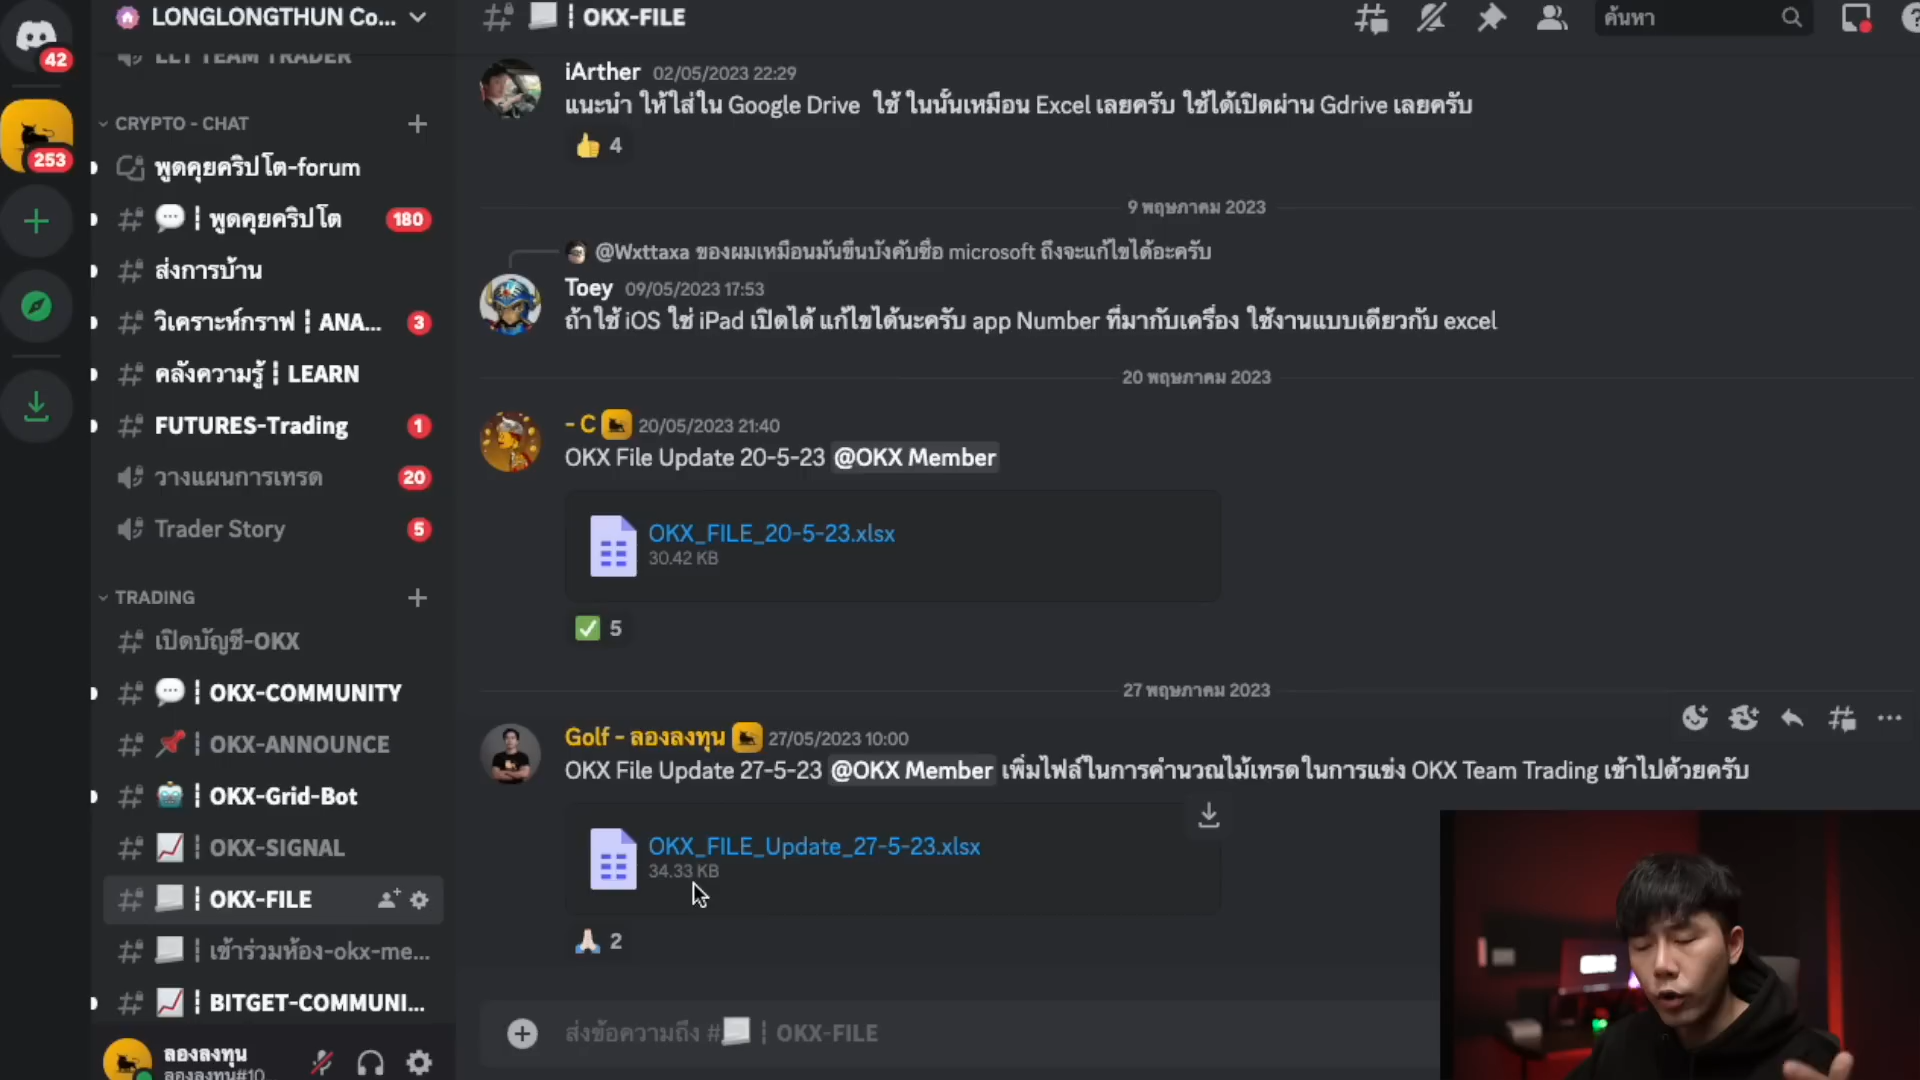 LONGLONGTHUN Co...
OKX-FILE
ค้นหา
42
253
LLT TEAM TRADER
CRYPTO - CHAT
พูดคุยคริปโต-forum
พูดคุยคริปโต
180
ส่งการบ้าน
วิเคราะห์กราฟ ┆ ANA...
3
คลังความรู้ ┆ LEARN
FUTURES-Trading
1
วางแผนการเทรด
20
Trader Story
5
TRADING
เปิดบัญชี-OKX
OKX-COMMUNITY
OKX-ANNOUNCE
OKX-Grid-Bot
OKX-SIGNAL
OKX-FILE
เข้าร่วมห้อง-okx-me...
BITGET-COMMUNI...
ลองลงทุน
ลองลงทุน#10
iArther 02/05/2023 22:29
แนะนำ ให้ใส่ใน Google Drive ใช้ ในนั้นเหมือน Excel เลยครับ ใช้ได้เปิดผ่าน Gdrive เลยครับ
4
9 พฤษภาคม 2023
@Wxttaxa ของผมเหมือนมันขึ้นบังคับซื้อ microsoft ถึงจะแก้ไขได้อะครับ
Toey 09/05/2023 17:53
ถ้าใช้ iOS ใช่ iPad เปิดได้ แก้ไขได้นะครับ app Number ที่มากับเครื่อง ใช้งานแบบเดียวกับ excel
20 พฤษภาคม 2023
- C 20/05/2023 21:40
OKX File Update 20-5-23 @OKX Member
OKX_FILE_20-5-23.xlsx
30.42 KB
5
27 พฤษภาคม 2023
Golf - ลองลงทุน 27/05/2023 10:00
OKX File Update 27-5-23 @OKX Member เพิ่มไฟล์ในการคำนวณไม้เทรดในการแข่ง OKX Team Trading เข้าไปด้วยครับ
OKX_FILE_Update_27-5-23.xlsx
34.33 KB
2
ส่งข้อความถึง # ┆ OKX-FILE